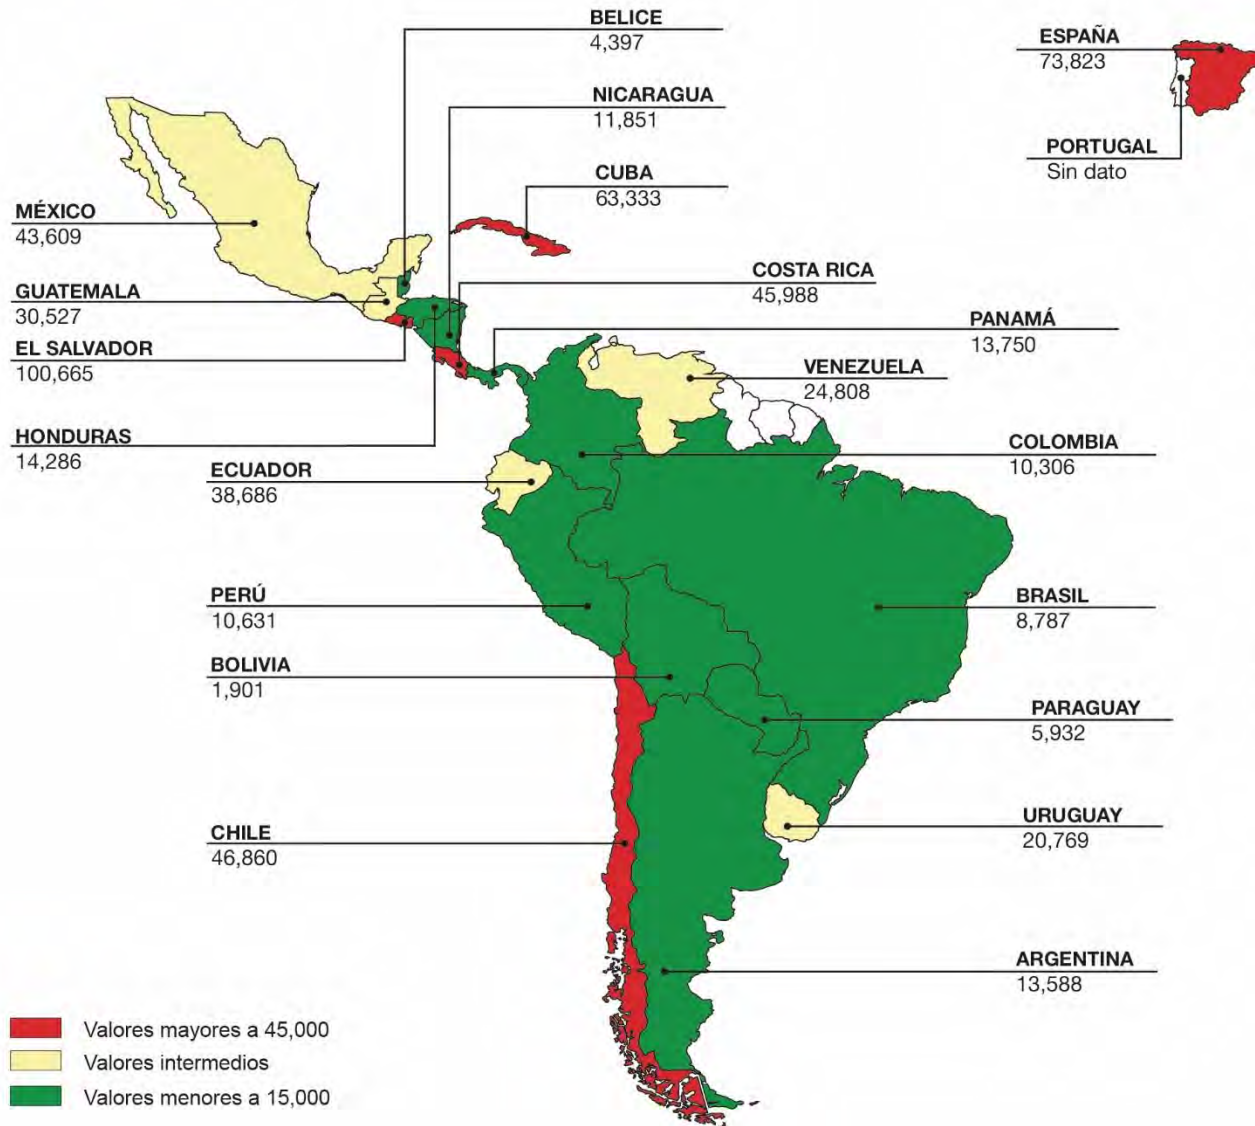 BELICE
4,397
ESPAÑA
73,823
NICARAGUA
11,851
PORTUGAL
Sin dato
CUBA
63,333
MÉXICO
43,609
COSTA RICA
45,988
GUATEMALA
30,527
PANAMÁ
13,750
EL SALVADOR
100,665
VENEZUELA
24,808
HONDURAS
14,286
COLOMBIA
10,306
ECUADOR
38,686
PERÚ
10,631
BRASIL
8,787
BOLIVIA
1,901
PARAGUAY
5,932
CHILE
46,860
URUGUAY
20,769
ARGENTINA
13,588
Valores mayores a 45,000
Valores intermedios
Valores menores a 15,000